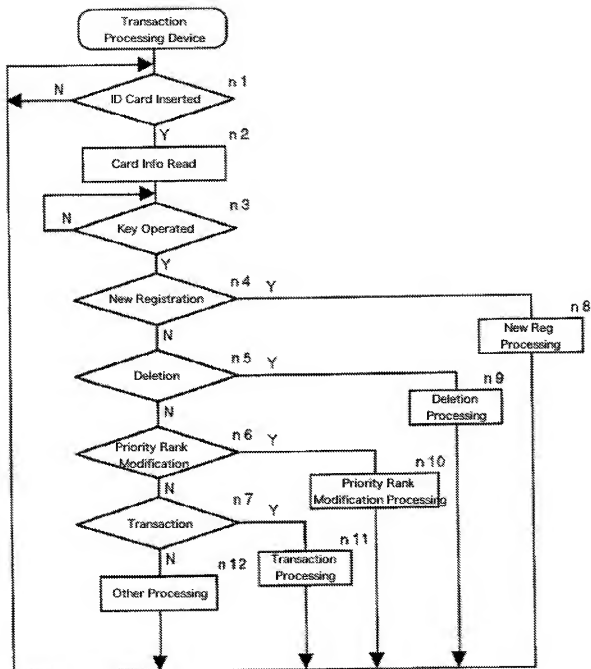 Transaction
Processing Device
n 1
N
ID Card Inserted
Y
n 2
Card Info Read
n 3
N
Key Operated
Y
n 4
Y
New Registration
n 8
New Reg
Processing
N
n 5
Y
Deletion
n 9
Deletion
Processing
N
n 6
Y
Priority Rank
Modification
n 10
Priority Rank
Modification Processing
N
n 7
Y
Transaction
n 11
Transaction
Processing
N
n 12
Other Processing